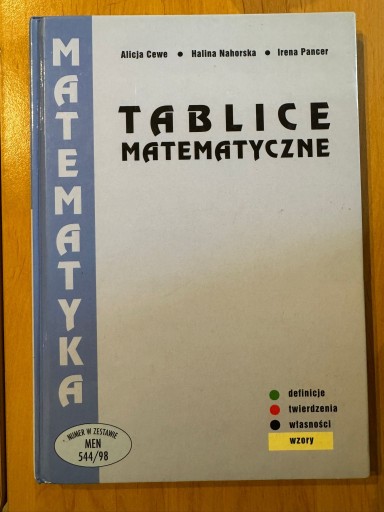 Alicja Cewe • Halina Nahorska • Irena Pancer
TABLICE
MATEMATYCZNE
MATEMATYKA
definicje
twierdzenia
własności
wzory
NUMER W ZESTAWIE
MEN
544/98